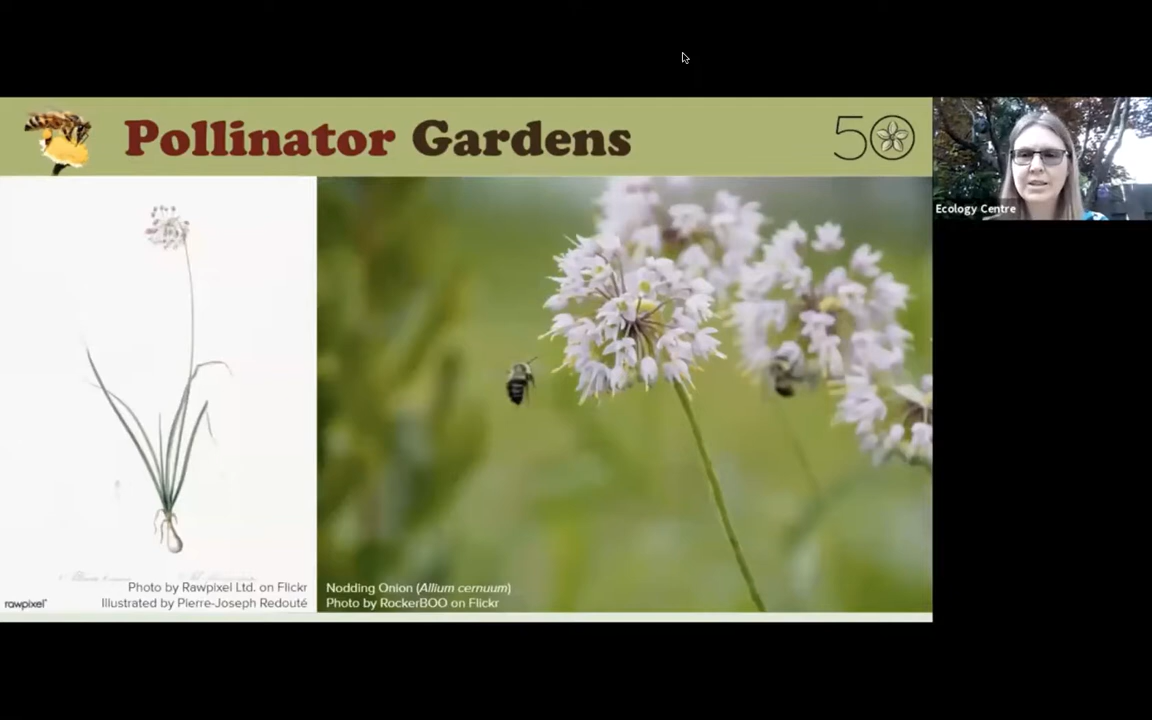 Pollinator Gardens
50
Ecology Centre
Photo by Rawpixel Ltd. on Flickr
Illustrated by Pierre-Joseph Redouté
rawpixel
Nodding Onion (Allium cernuum)
Photo by RockerBOO on Flickr